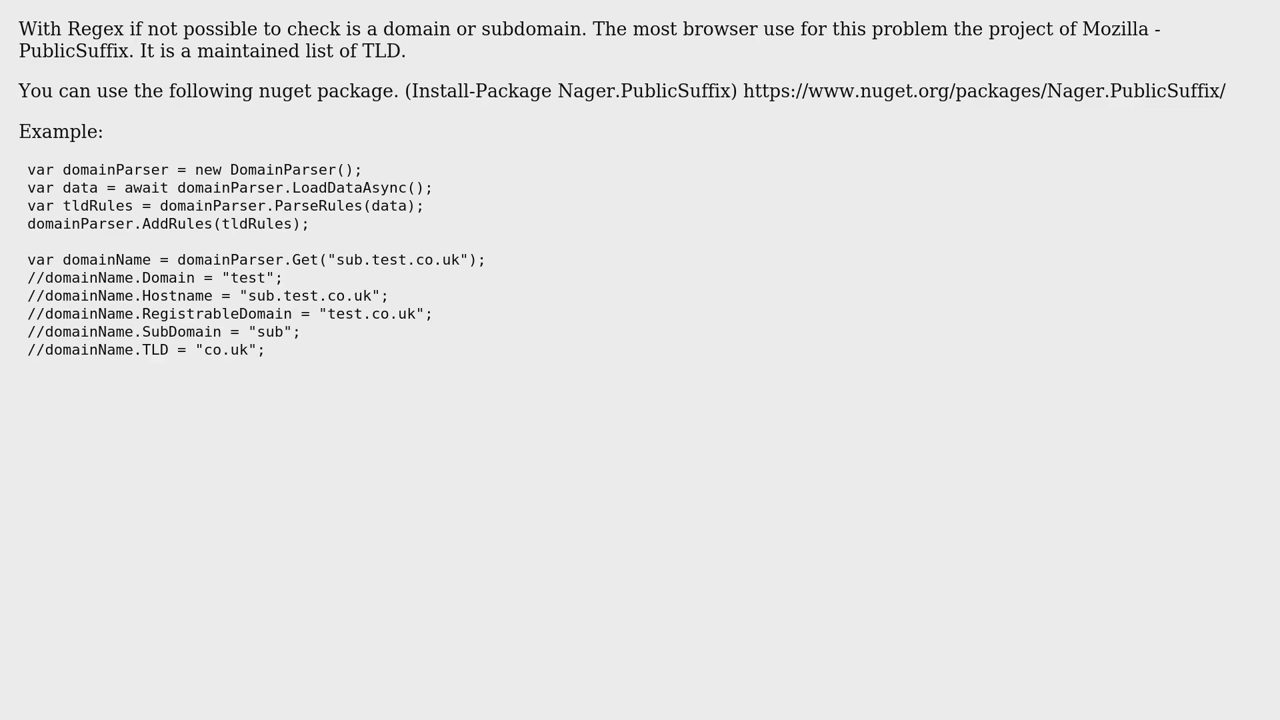 With Regex if not possible to check is a domain or subdomain. The most browser use for this problem the project of Mozilla -
PublicSuffix. It is a maintained list of TLD.
You can use the following nuget package. (Install-Package Nager.PublicSuffix) https://www.nuget.org/packages/Nager.PublicSuffix/
Example:
var domainParser = new DomainParser();
var data = await domainParser.LoadDataAsync();
var tldRules = domainParser.ParseRules(data);
domainParser.AddRules(tldRules);
var domainName = domainParser.Get("sub.test.co.uk");
//domainName.Domain = "test";
//domainName.Hostname = "sub.test.co.uk";
//domainName.RegistrableDomain = "test.co.uk";
//domainName.SubDomain = "sub";
//domainName.TLD = "co.uk";